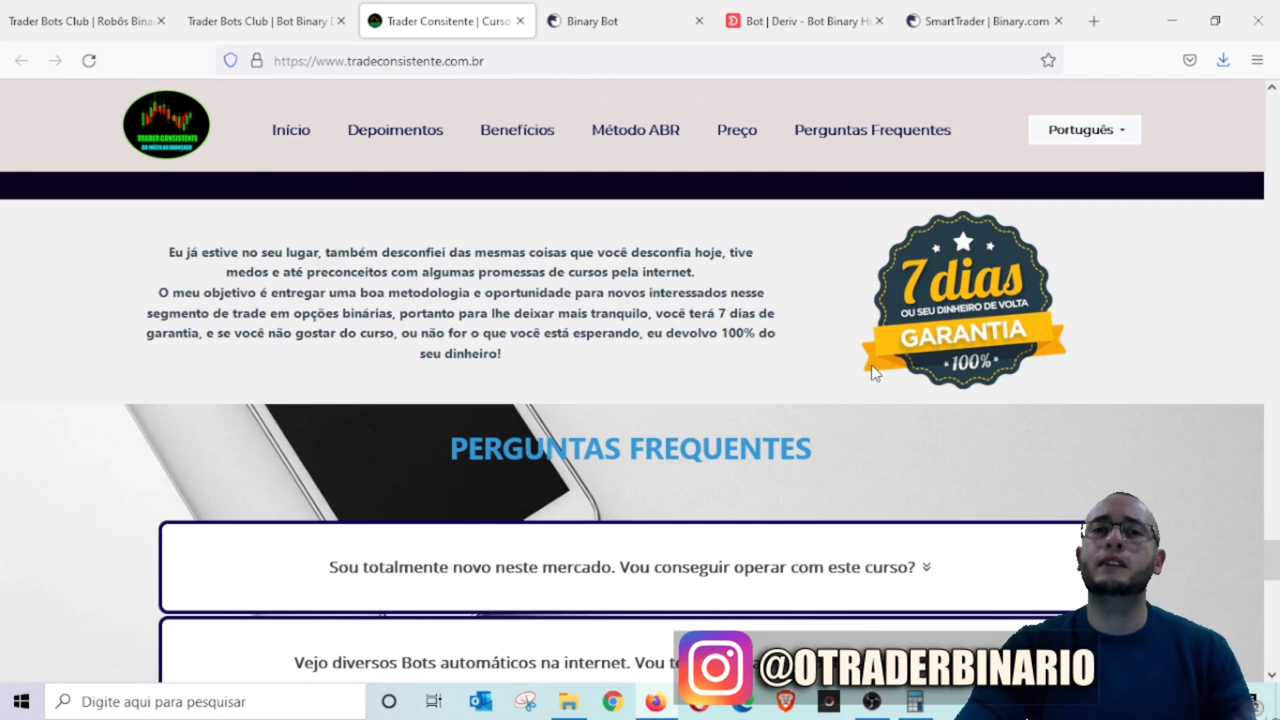 Trader Bots Club | Robôs Bina
Trader Bots Club | Bot Binary D
Trader Consitente | Curso
Binary Bot
Bot | Deriv - Bot Binary Hu
SmartTrader | Binary.com
https://www.tradeconsistente.com.br
TRADER CONSISTENTE
DO INÍCIO AO AVANÇADO
Início
Depoimentos
Benefícios
Método ABR
Preço
Perguntas Frequentes
Português
Eu já estive no seu lugar, também desconfiei das mesmas coisas que você desconfia hoje, tive
medos e até preconceitos com algumas promessas de cursos pela internet.
O meu objetivo é entregar uma boa metodologia e oportunidade para novos interessados nesse
segmento de trade em opções binárias, portanto para lhe deixar mais tranquilo, você terá 7 dias de
garantia, e se você não gostar do curso, ou não for o que você está esperando, eu devolvo 100% do
seu dinheiro!
7 dias
OU SEU DINHEIRO DE VOLTA
GARANTIA
100%
PERGUNTAS FREQUENTES
Sou totalmente novo neste mercado. Vou conseguir operar com este curso?
Vejo diversos Bots automáticos na internet. Vou
@OTRADERBINARIO
Digite aqui para pesquisar